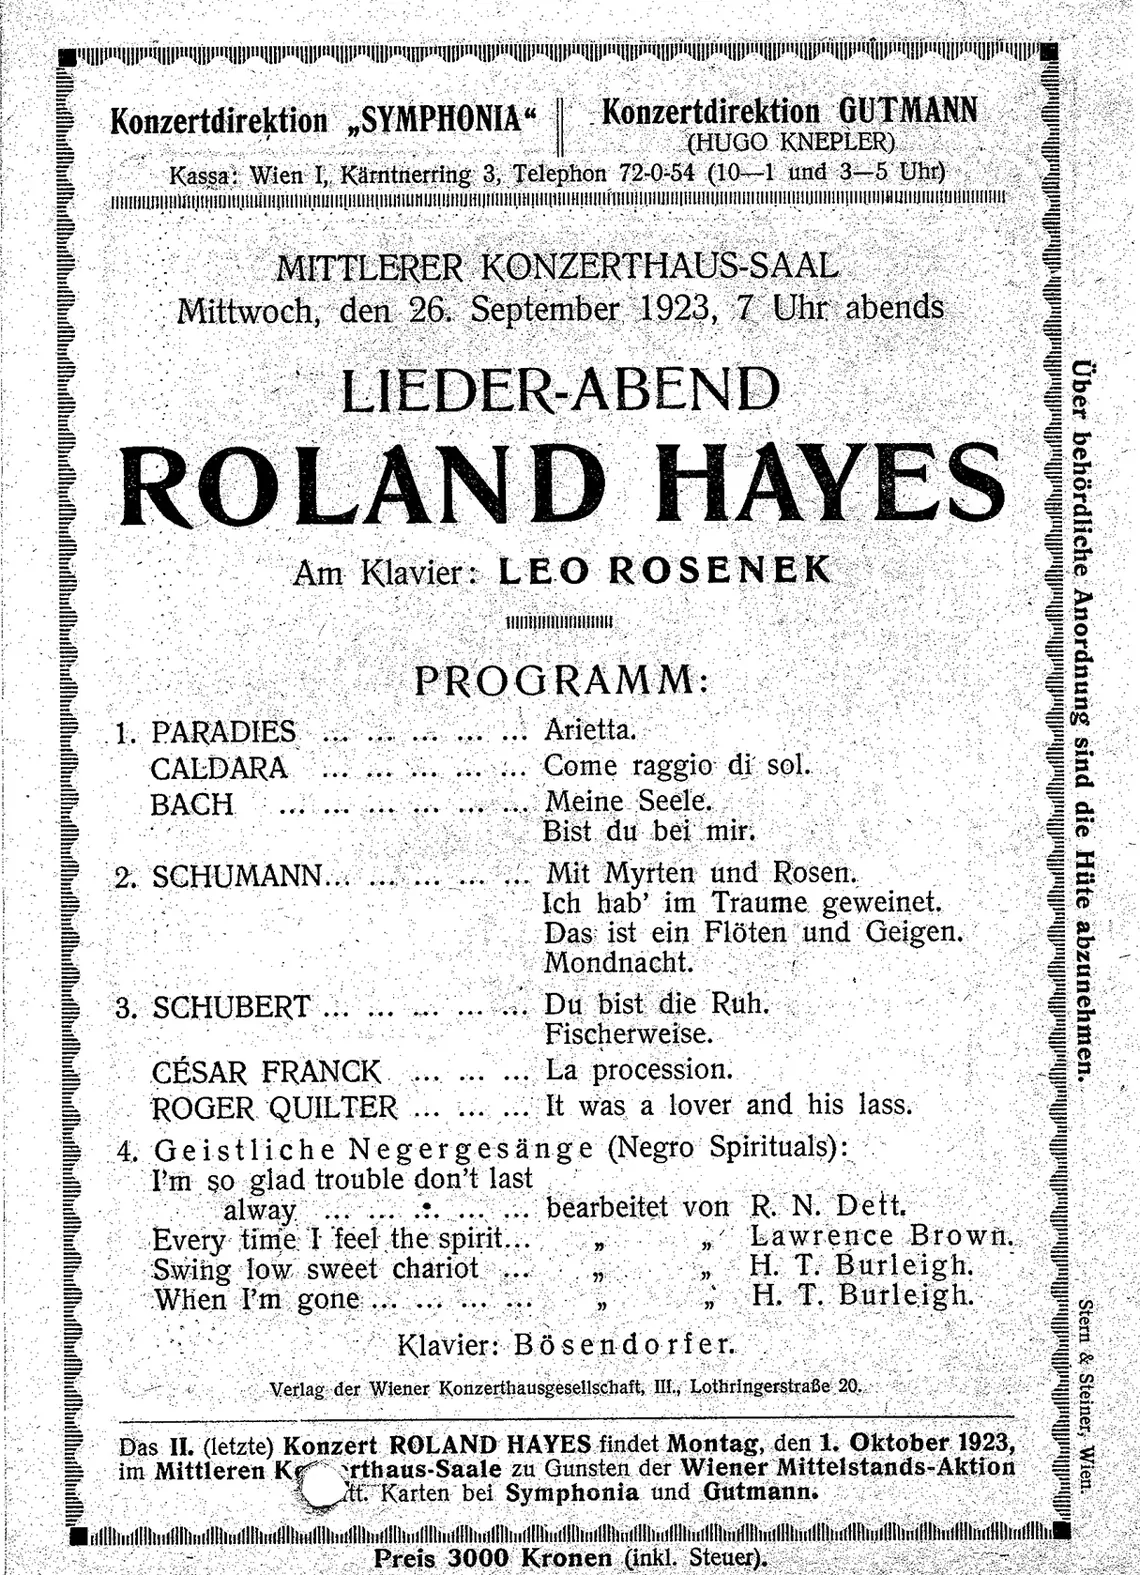 Konzertdirektion „SYMPHONIA“
Konzertdirektion GUTMANN
(HUGO KNEPLER)
Kassa: Wien I, Kärntnerring 3, Telephon 72-0-54 (10—1 und 3—5 Uhr)
MITTLERER KONZERTHAUS-SAAL
Mittwoch, den 26. September 1923, 7 Uhr abends
LIEDER-ABEND
ROLAND HAYES
Am Klavier: LEO ROSENEK
PROGRAMM:
1. PARADIES ... ... ... ... ... Arietta.
CALDARA ... ... ... ... ... Come raggio di sol.
BACH ... ... ... ... ... ... Meine Seele.
Bist du bei mir.
2. SCHUMANN... ... ... ... ... Mit Myrten und Rosen.
Ich hab' im Traume geweinet.
Das ist ein Flöten und Geigen.
Mondnacht.
3. SCHUBERT ... ... ... ... ... Du bist die Ruh.
Fischerweise.
CÉSAR FRANCK ... ... ... La procession.
ROGER QUILTER ... ... ... It was a lover and his lass.
4. Geistliche Negergesänge (Negro Spirituals):
I'm so glad trouble don't last
alway ... ... ... ... ... bearbeitet von R. N. Dett.
Every time I feel the spirit... „ „ Lawrence Brown.
Swing low sweet chariot ... „ „ H. T. Burleigh.
When I'm gone ... ... ... ... „ „ H. T. Burleigh.
Klavier: Bösendorfer.
Verlag der Wiener Konzerthausgesellschaft, III., Lothringerstraße 20.
Das II. (letzte) Konzert ROLAND HAYES findet Montag, den 1. Oktober 1923,
im Mittleren rthaus-Saale zu Gunsten der Wiener Mittelstands-Aktion
Karten bei Symphonia und Gutmann.
Preis 3000 Kronen (inkl. Steuer).
Über behördliche Anordnung sind die Hüte abzunehmen.
Stern & Steiner, Wien.